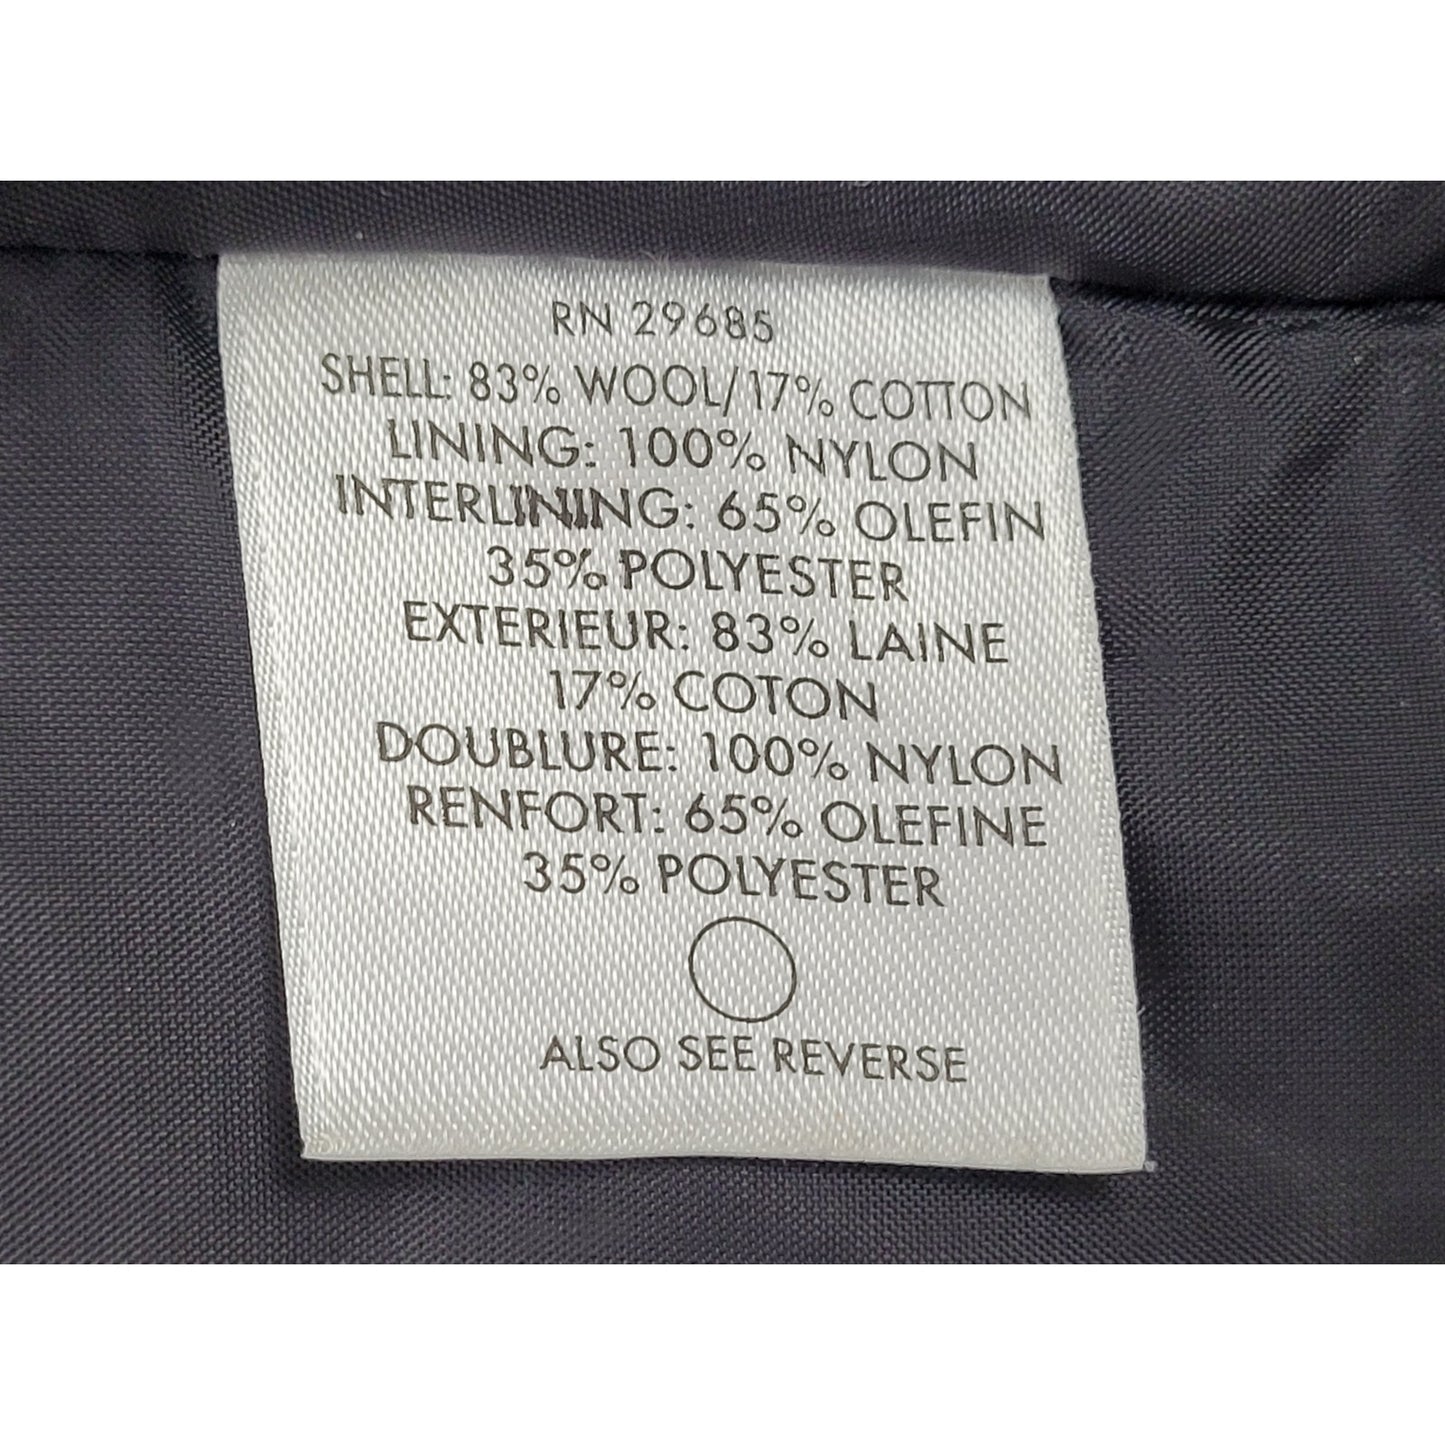 RN 29685
SHELL: 83% WOOL/17% COTTON
LINING: 100% NYLON
INTERLINING: 65% OLEFIN
35% POLYESTER
EXTERIEUR: 83% LAINE
17% COTON
DOUBLURE: 100% NYLON
RENFORT: 65% OLEFINE
35% POLYESTER
ALSO SEE REVERSE